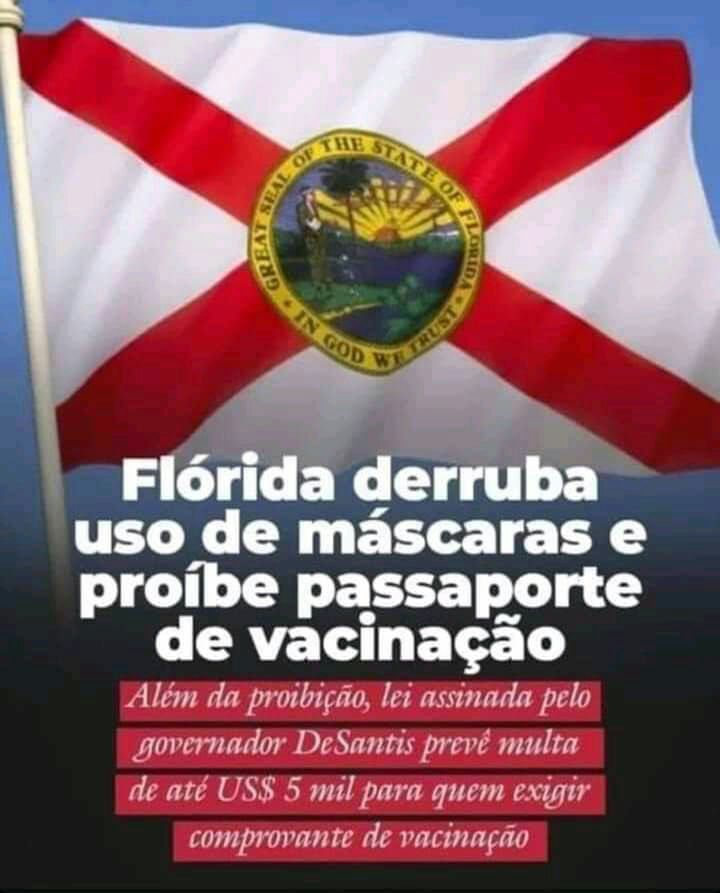 GREAT SEAL OF THE STATE OF FLORIDA
IN GOD WE TRUST
Flórida derruba
uso de máscaras e
proíbe passaporte
de vacinação
Além da proibição, lei assinada pelo
governador DeSantis prevê multa
de até US$ 5 mil para quem exigir
comprovante de vacinação